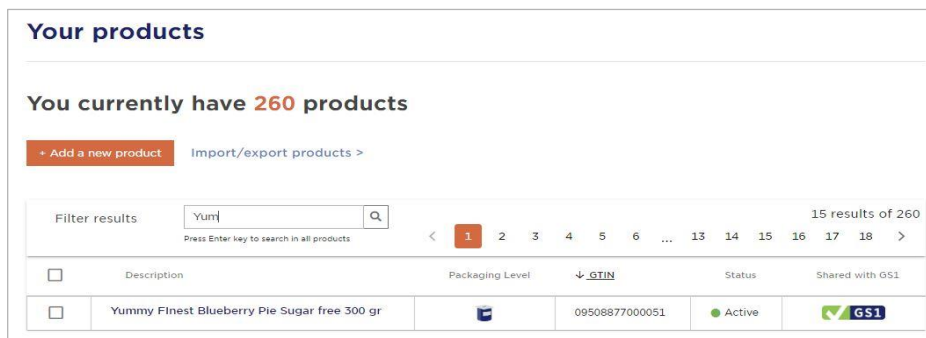 Your products
You currently have 260 products
+ Add a new product Import/export products >
Filter results Yum 15 results of 260
Press Enter key to search in all products < 1 2 3 4 5 6 ... 13 14 15 16 17 18 >
Description Packaging Level ↓ GTIN Status Shared with GS1
Yummy FInest Blueberry Pie Sugar free 300 gr 09508877000051 Active GS1